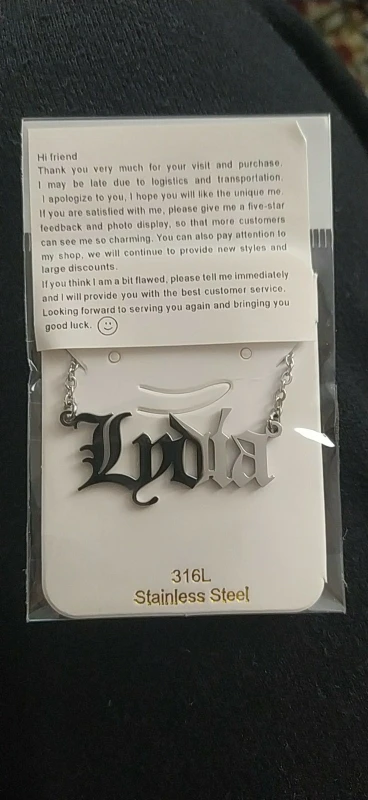 Hi friend
Thank you very much for your visit and purchase.
I may be late due to logistics and transportation.
I apologize to you, I hope you will like the unique me.
If you are satisfied with me, please give me a five-star
feedback and photo display, so that more customers
can see me so charming. You can also pay attention to
my shop, we will continue to provide new styles and
large discounts.
If you think I am a bit flawed, please tell me immediately
and I will provide you with the best customer service.
Looking forward to serving you again and bringing you
good luck.
Lydia
316L
Stainless Steel